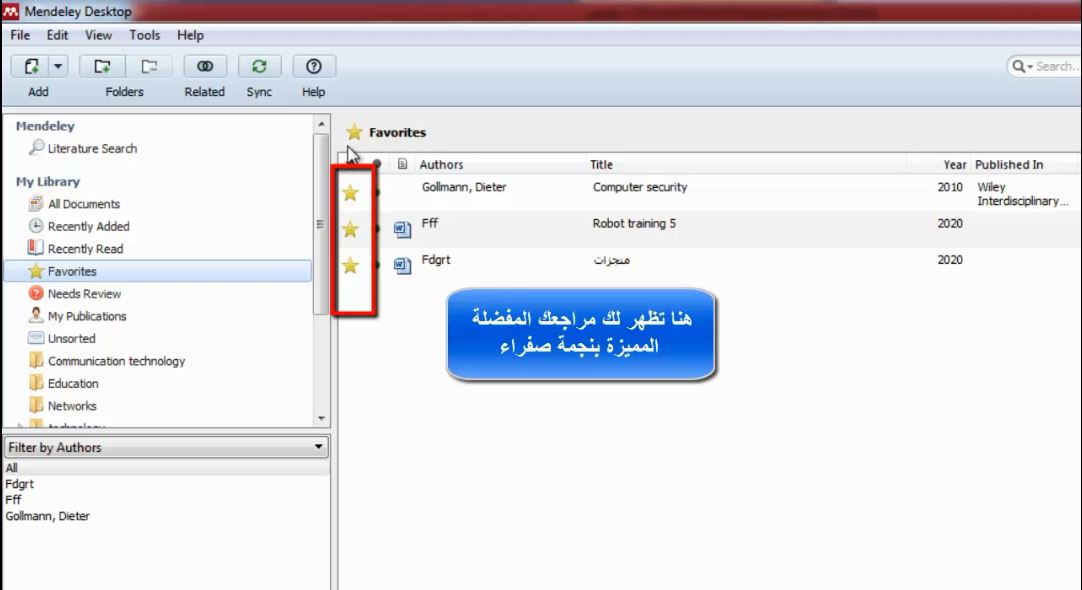 Mendeley Desktop
File Edit View Tools Help
Search...
Add Folders Related Sync Help
Mendeley
Literature Search
My Library
All Documents
Recently Added
Recently Read
Favorites
Needs Review
My Publications
Unsorted
Communication technology
Education
Networks
technology
Filter by Authors
All
Fdgrt
Fff
Gollmann, Dieter
Favorites
Authors Title Year Published In
Gollmann, Dieter Computer security 2010 Wiley
Interdisciplinary...
Fff Robot training 5 2020
Fdgrt منجزات 2020
هنا تظهر لك مراجعك المفضلة
المميزة بنجمة صفراء